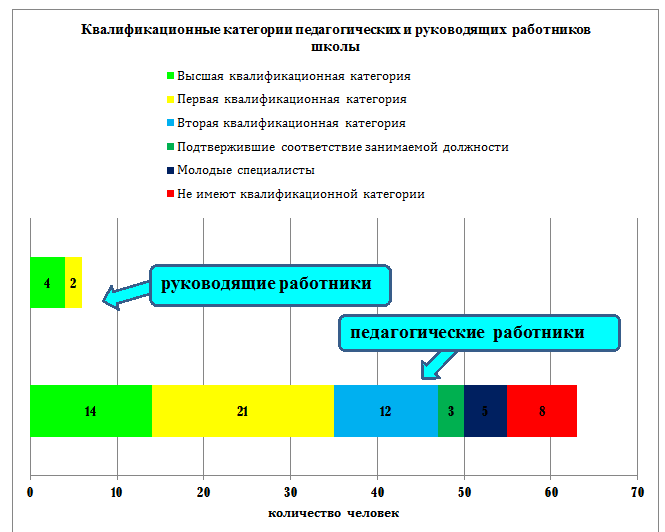 Квалификационные категории педагогических и руководящих работников
школы
Высшая квалификационная категория
Первая квалификационная категория
Вторая квалификационная категория
Подтвержившие соответствие занимаемой должности
Молодые специалисты
Не имеют квалификационной категории
4 2
руководящие работники
педагогические работники
14 21 12 3 5 8
0 10 20 30 40 50 60 70
количество человек